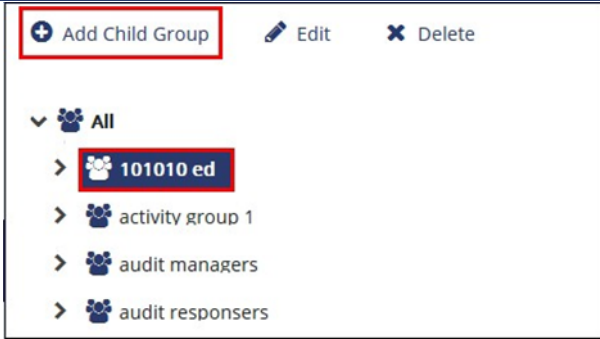 Add Child Group Edit Delete
All
101010 ed
activity group 1
audit managers
audit responsers